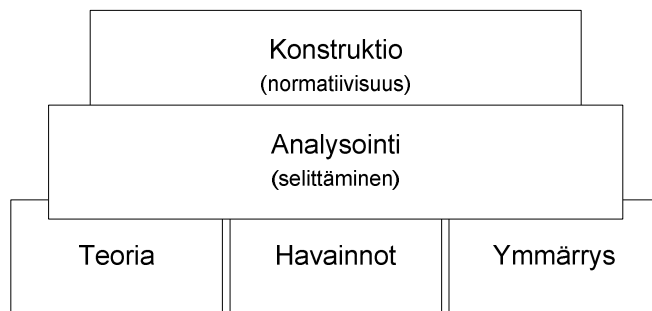 Konstruktio
(normatiivisuus)
Analysointi
(selittäminen)
Teoria
Havainnot
Ymmärrys